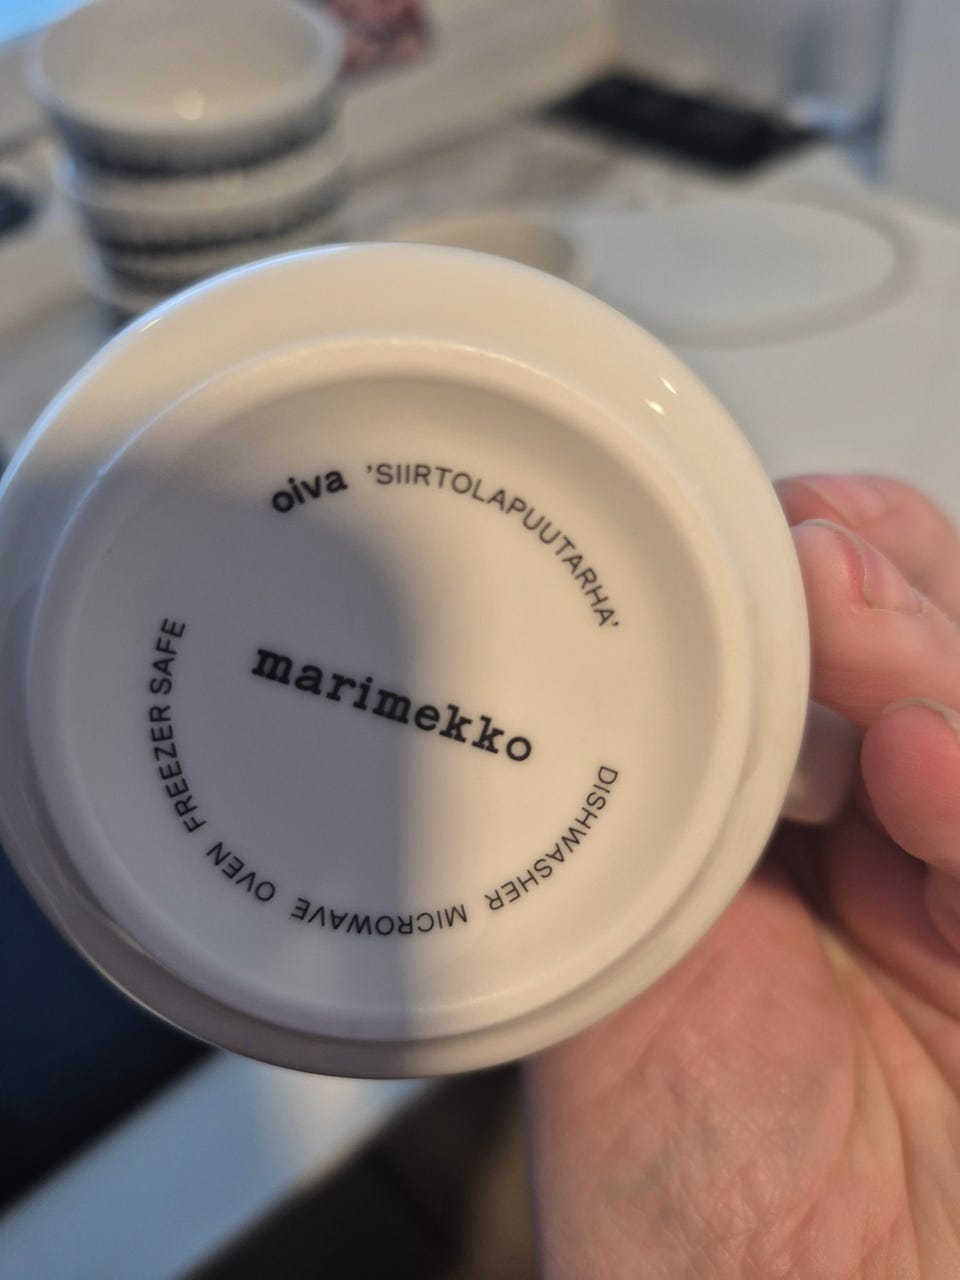 oiva 'SIIRTOLAPUUTARHA'
marimekko
DISHWASHER MICROWAVE OVEN FREEZER SAFE